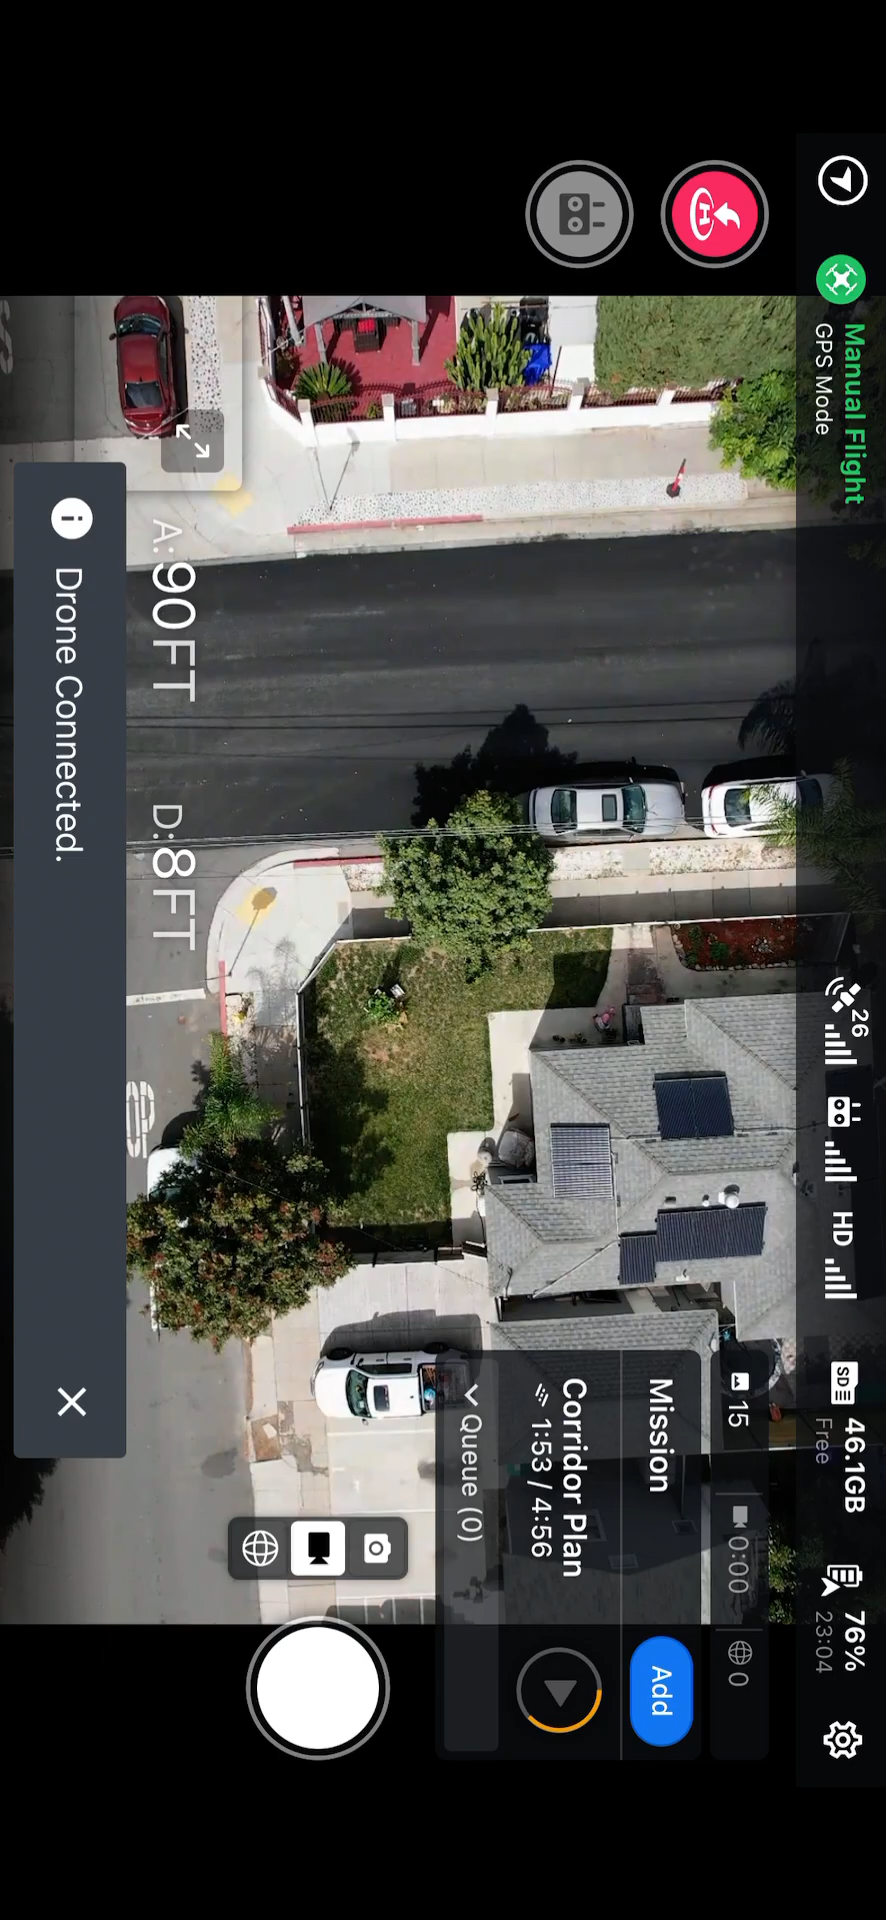 Manual Flight
GPS Mode
26
HD
SD
46.1GB
Free
76%
23:04
15
0:00
0
Mission
Add
Corridor Plan
1:53 / 4:56
Queue (0)
H
A:90FT
D:8FT
Drone Connected.